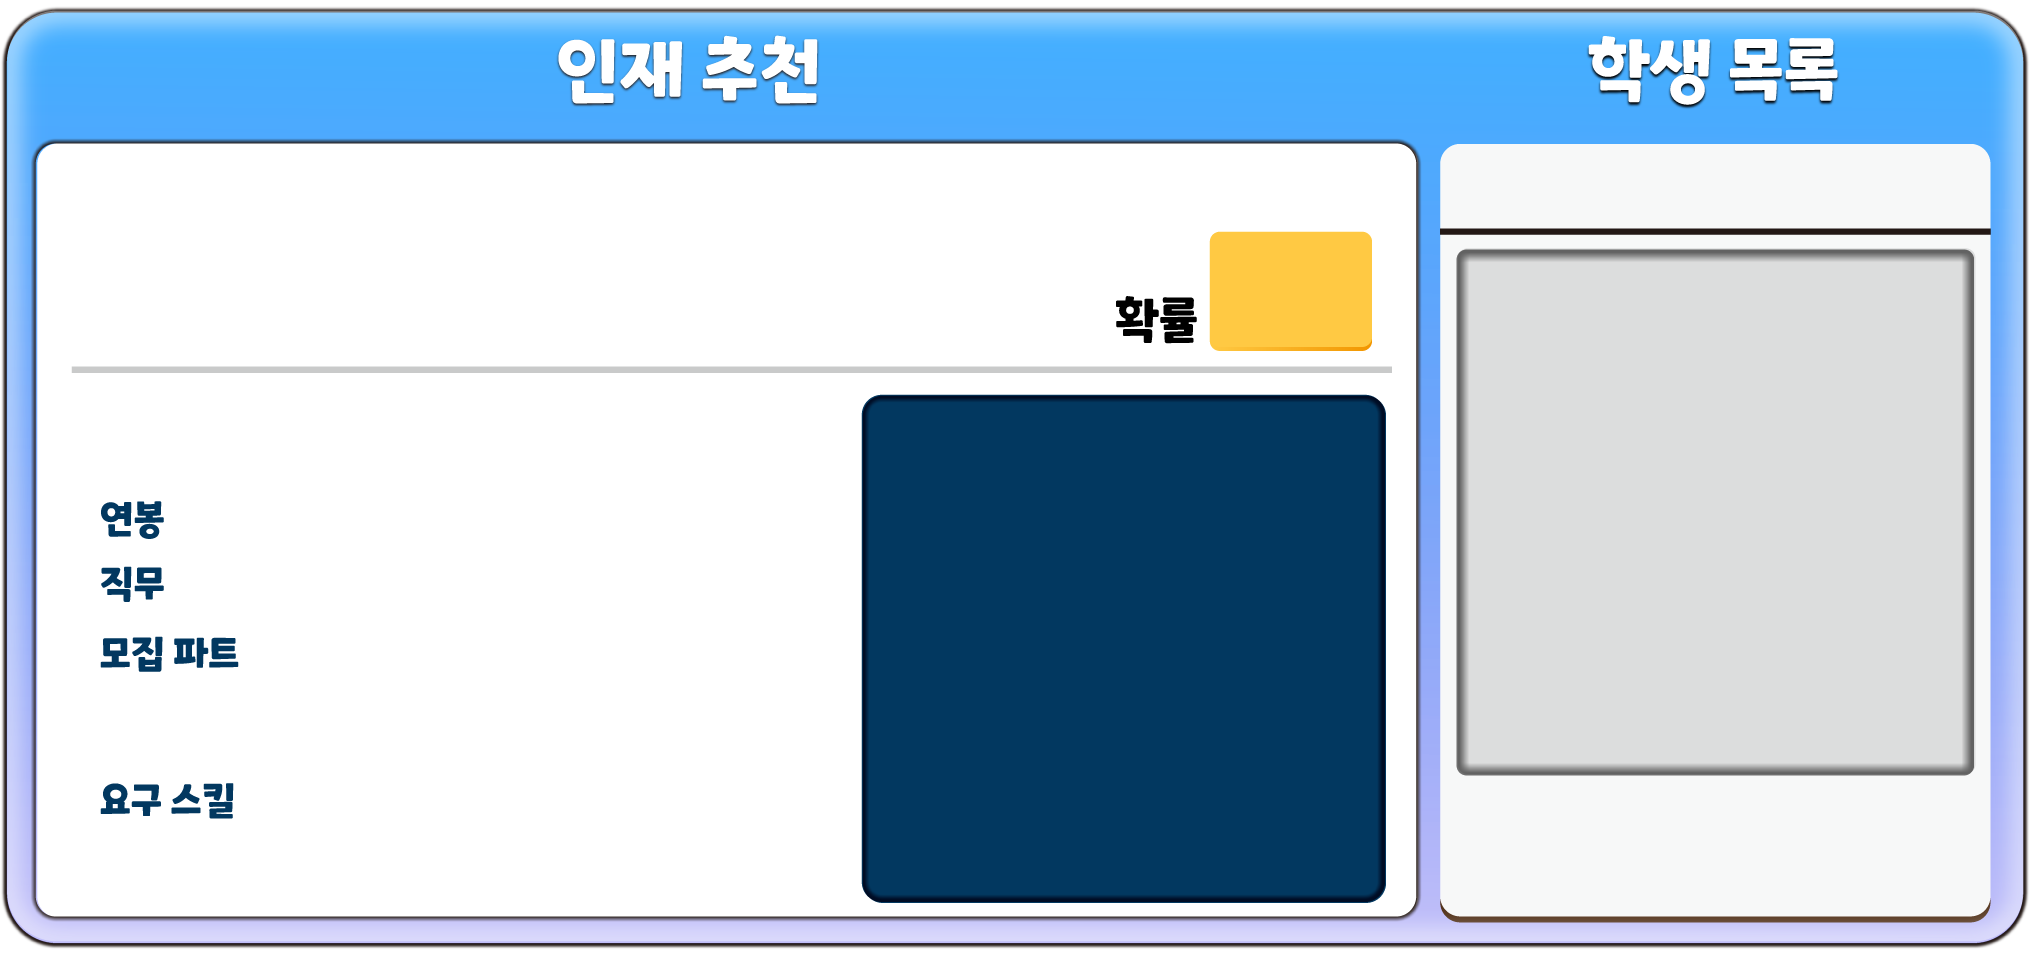 인재 추천
학생 목록
확률
연봉
직무
모집 파트
요구 스킬